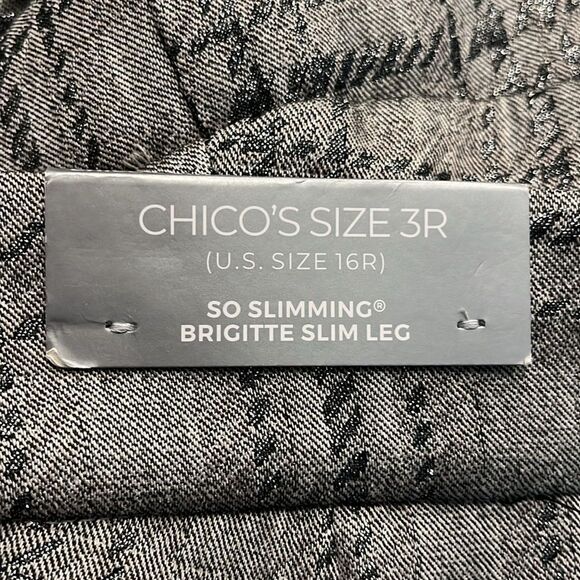 CHICO'S SIZE 3R
(U.S. SIZE 16R)
SO SLIMMING®
BRIGITTE SLIM LEG